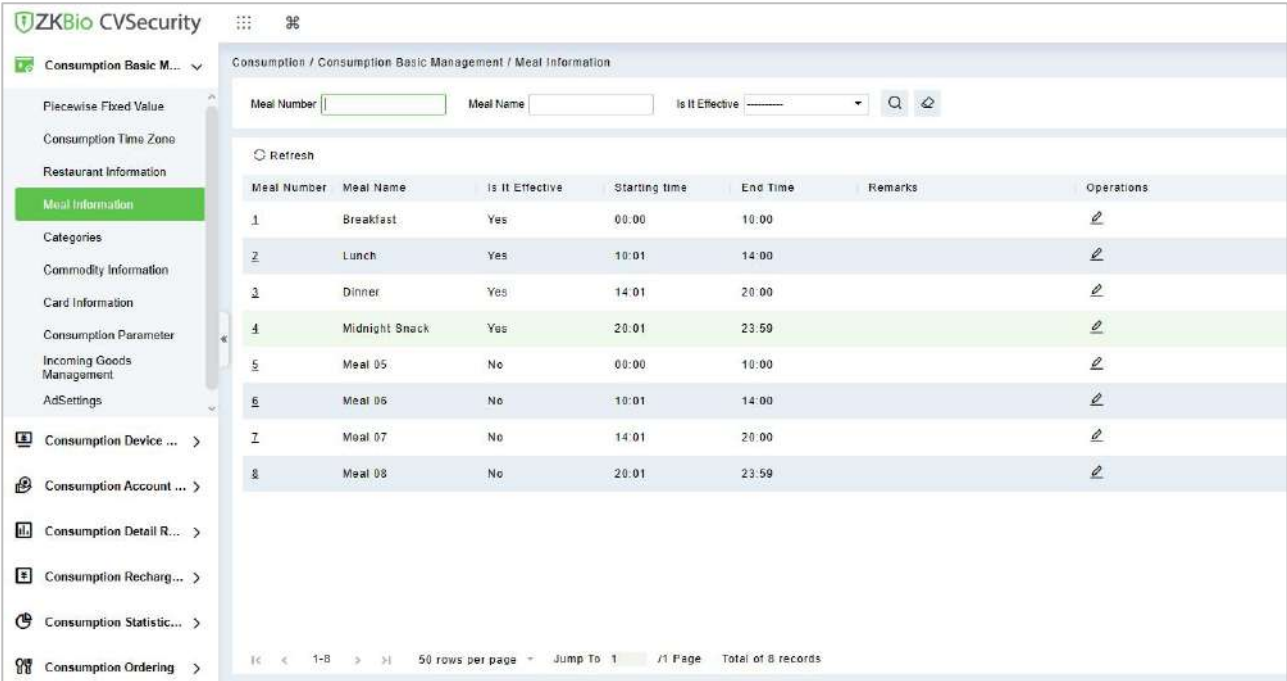 ZKBio CVSecurity
Consumption Basic M...
Piecewise Fixed Value
Consumption Time Zone
Restaurant Information
Meal Information
Categories
Commodity Information
Card Information
Consumption Parameter
Incoming Goods
Management
AdSettings
Consumption Device ...
Consumption Account ...
Consumption Detail R...
Consumption Recharg...
Consumption Statistic...
Consumption Ordering
Consumption / Consumption Basic Management / Meal Information
Meal Number Meal Name Is It Effective ----------
Refresh
Meal Number Meal Name Is It Effective Starting time End Time Remarks Operations
1 Breakfast Yes 00:00 10:00
2 Lunch Yes 10:01 14:00
3 Dinner Yes 14:01 20:00
4 Midnight Snack Yes 20:01 23:59
5 Meal 05 No 00:00 10:00
6 Meal 06 No 10:01 14:00
7 Meal 07 No 14:01 20:00
8 Meal 08 No 20:01 23:59
1-8 50 rows per page Jump To 1 /1 Page Total of 8 records